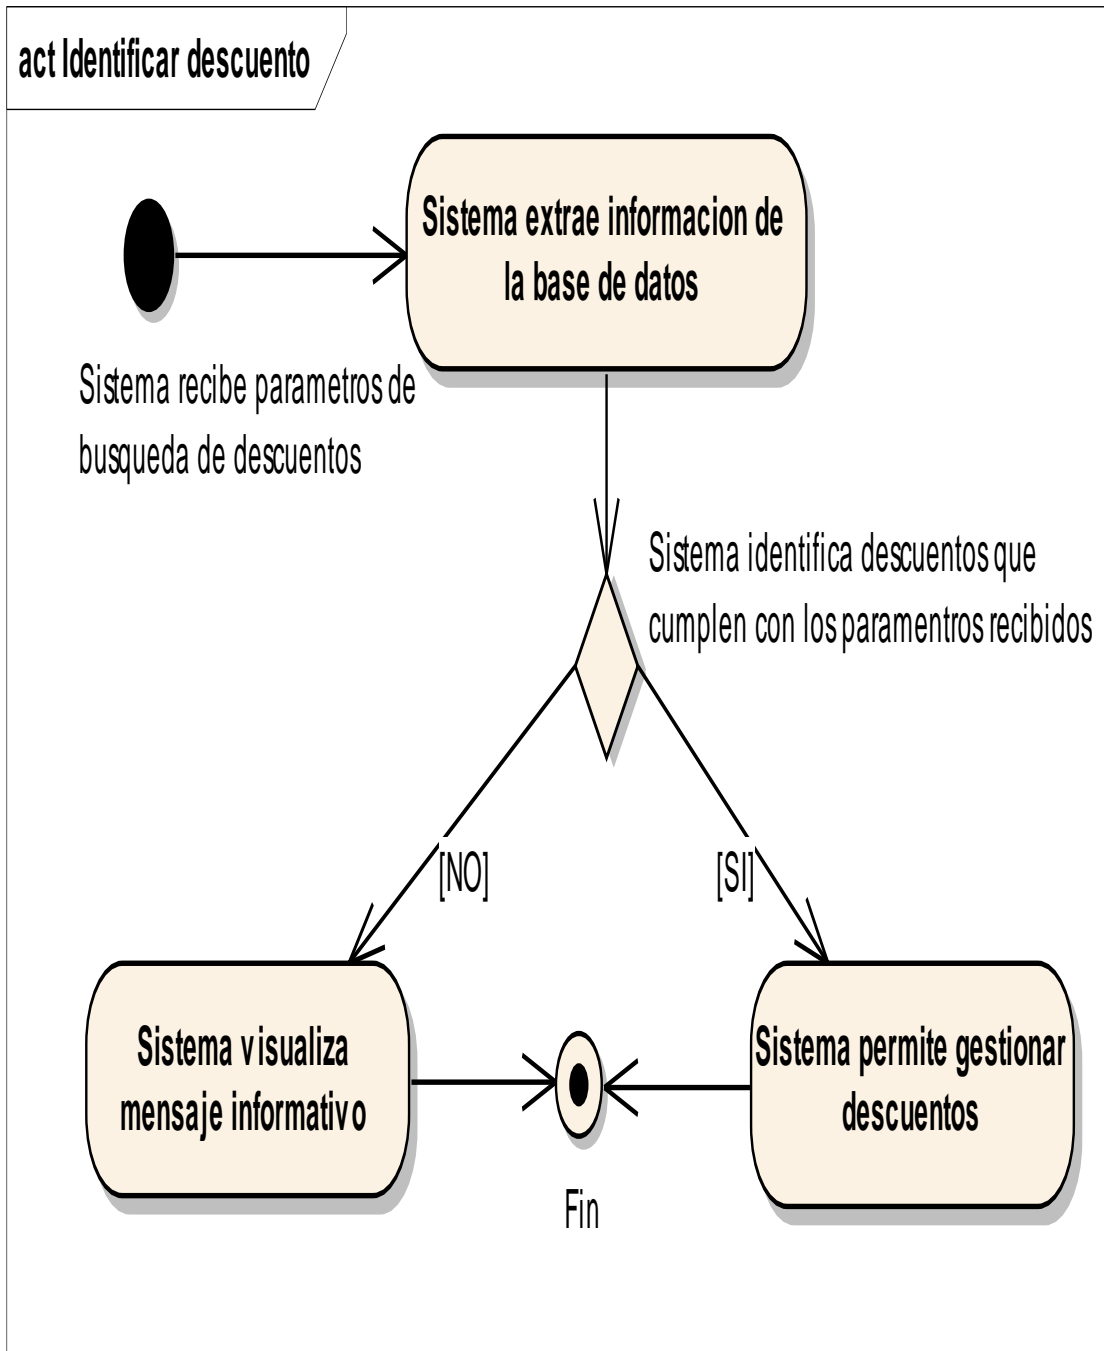 act Identificar descuento
Sistema extrae informacion de
la base de datos
Sistema recibe parametros de
busqueda de descuentos
Sistema identifica descuentos que
cumplen con los paramentros recibidos
[NO]
[SI]
Sistema visualiza
mensaje informativo
Sistema permite gestionar
descuentos
Fin